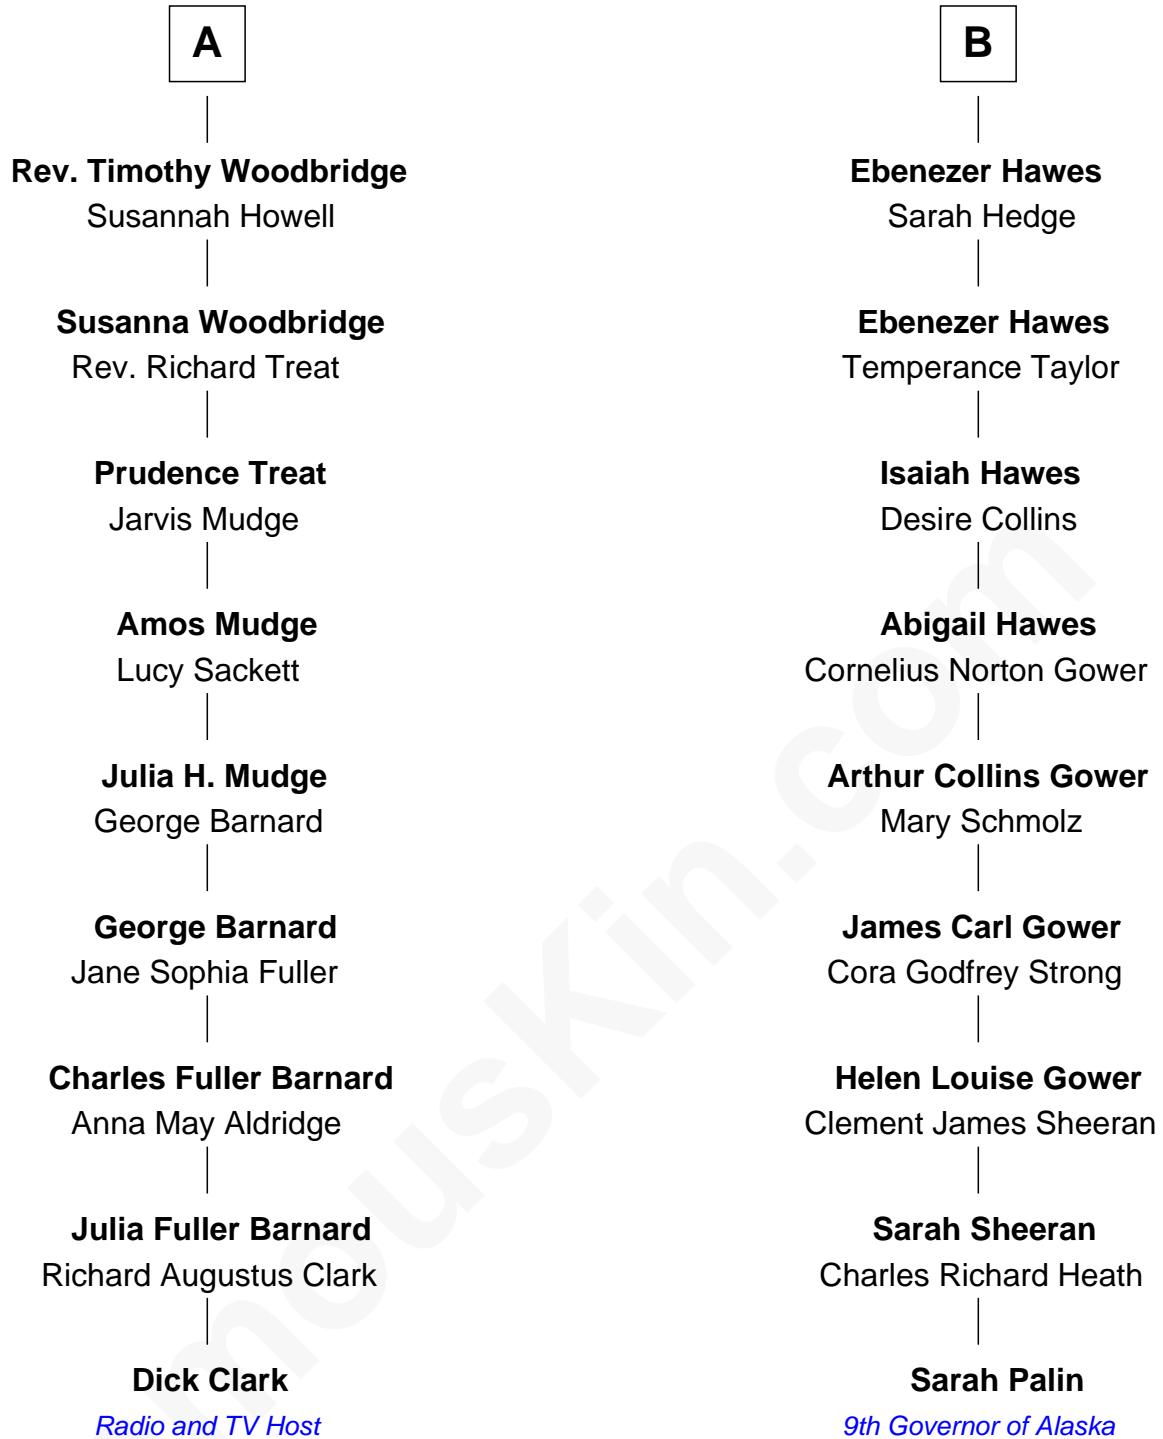 A
Rev. Timothy Woodbridge
Susannah Howell
Susanna Woodbridge
Rev. Richard Treat
Prudence Treat
Jarvis Mudge
Amos Mudge
Lucy Sackett
Julia H. Mudge
George Barnard
George Barnard
Jane Sophia Fuller
Charles Fuller Barnard
Anna May Aldridge
Julia Fuller Barnard
Richard Augustus Clark
Dick Clark
Radio and TV Host
B
Ebenezer Hawes
Sarah Hedge
Ebenezer Hawes
Temperance Taylor
Isaiah Hawes
Desire Collins
Abigail Hawes
Cornelius Norton Gower
Arthur Collins Gower
Mary Schmolz
James Carl Gower
Cora Godfrey Strong
Helen Louise Gower
Clement James Sheeran
Sarah Sheeran
Charles Richard Heath
Sarah Palin
9th Governor of Alaska
mousKin.com